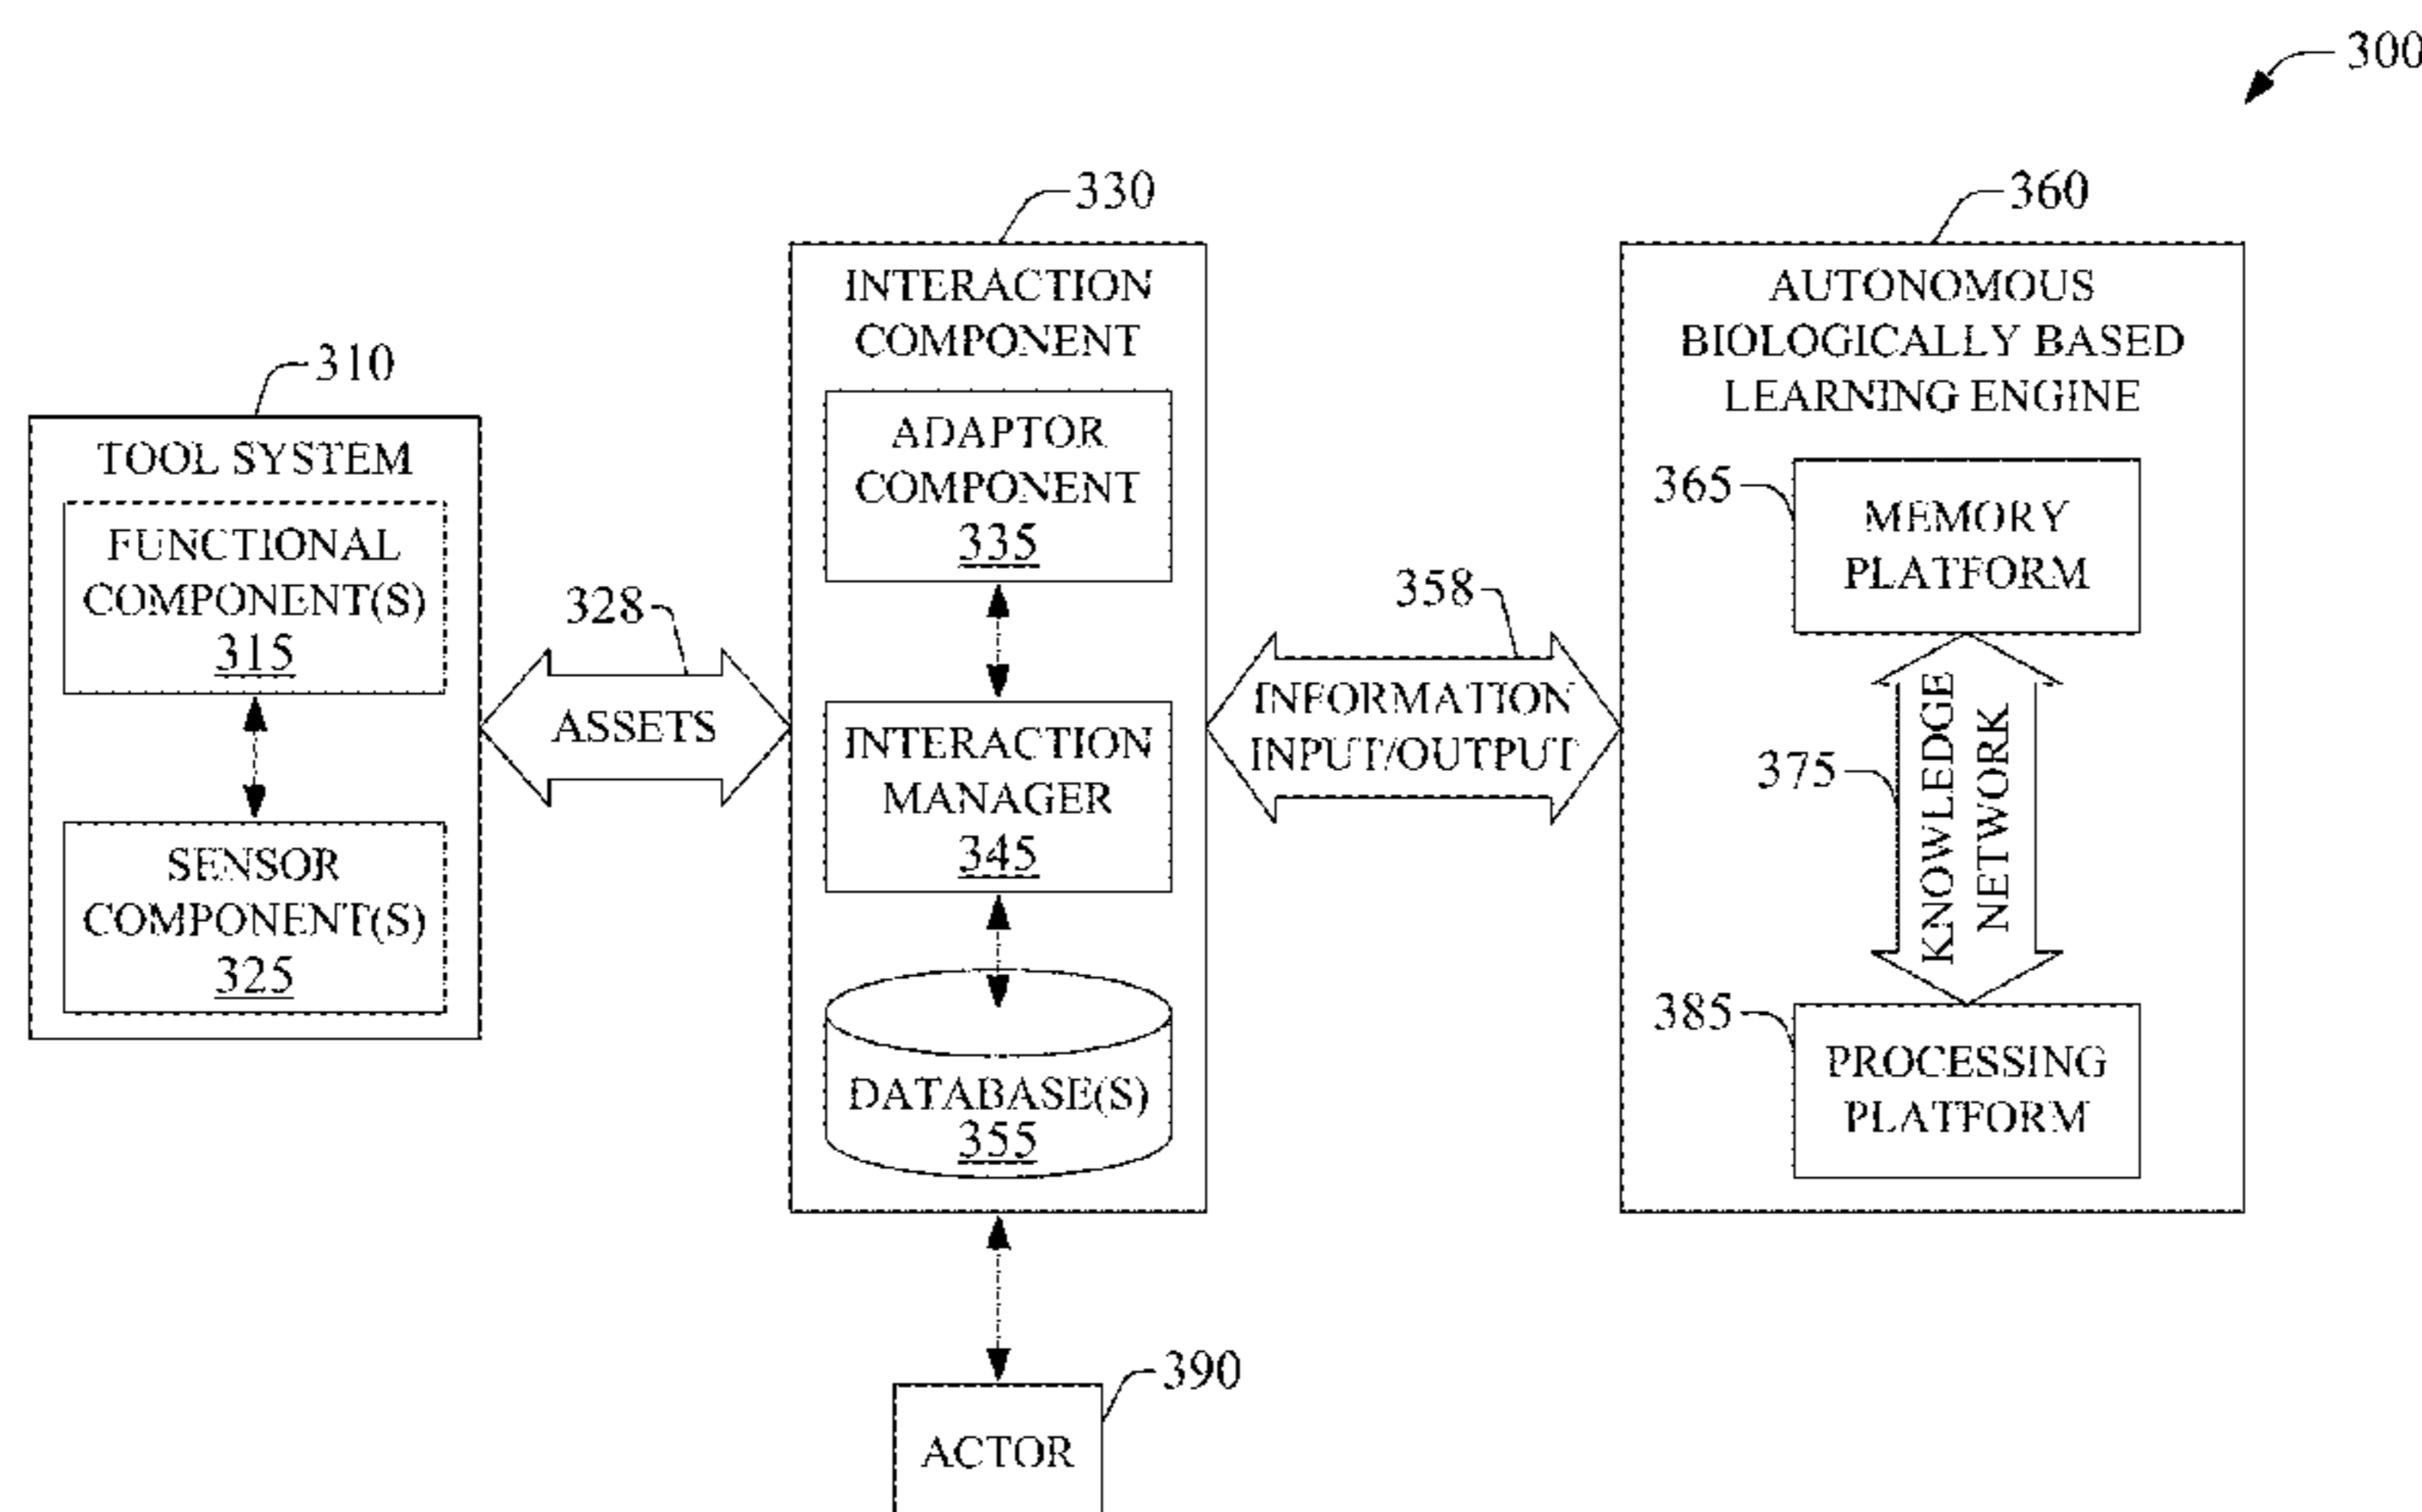 300
330
360
310
INTERACTION
COMPONENT
ADAPTOR
COMPONENT
335
INTERACTION
MANAGER
345
DATABASE(S)
355
TOOL SYSTEM
FUNCTIONAL
COMPONENT(S)
315
SENSOR
COMPONENT(S)
325
328
ASSETS
358
INFORMATION
INPUT/OUTPUT
AUTONOMOUS
BIOLOGICALLY BASED
LEARNING ENGINE
365
MEMORY
PLATFORM
375
KNOWLEDGE
NETWORK
385
PROCESSING
PLATFORM
390
ACTOR